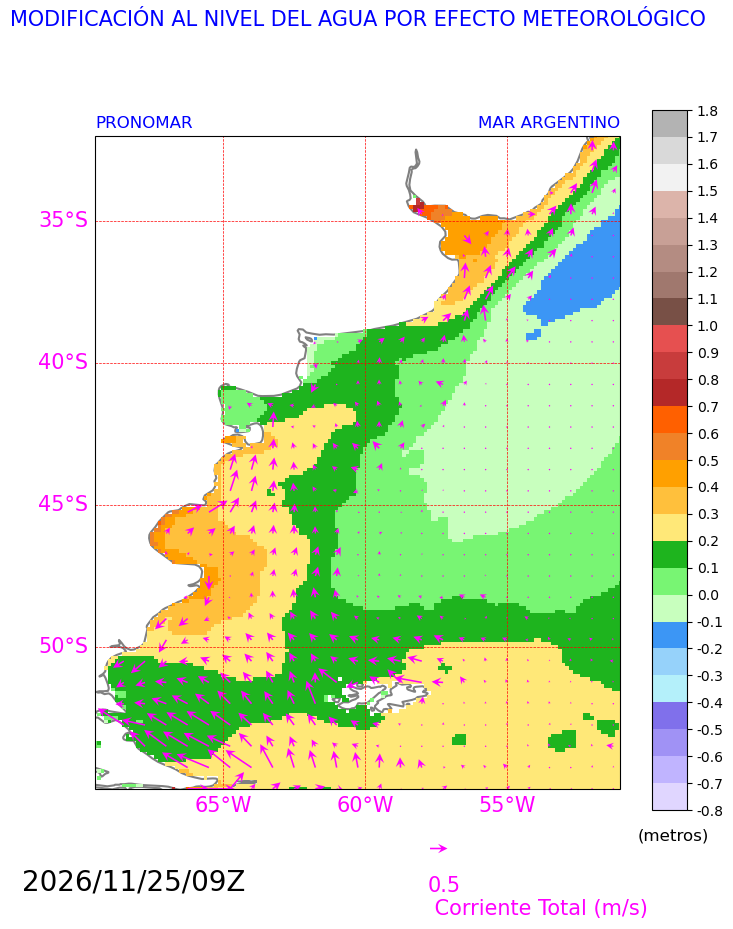 MODIFICACIÓN AL NIVEL DEL AGUA POR EFECTO METEOROLÓGICO
PRONOMAR
MAR ARGENTINO
35°S
40°S
45°S
50°S
65°W
60°W
55°W
1.8
1.7
1.6
1.5
1.4
1.3
1.2
1.1
1.0
0.9
0.8
0.7
0.6
0.5
0.4
0.3
0.2
0.1
0.0
-0.1
-0.2
-0.3
-0.4
-0.5
-0.6
-0.7
-0.8
(metros)
2026/11/25/09Z
0.5
Corriente Total (m/s)